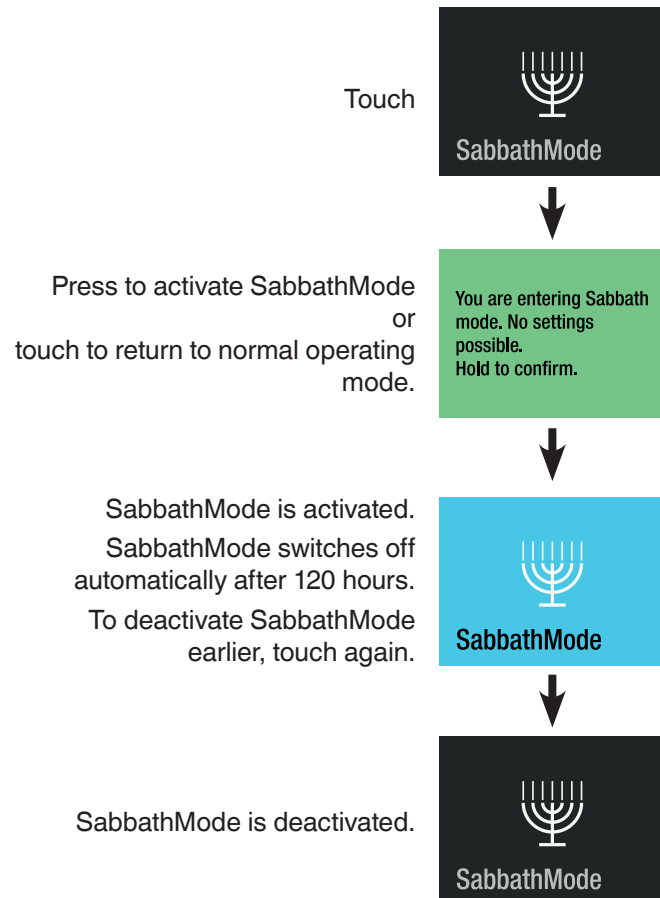 Touch
SabbathMode
Press to activate SabbathMode
or
touch to return to normal operating
mode.
You are entering Sabbath
mode. No settings
possible.
Hold to confirm.
SabbathMode is activated.
SabbathMode switches off
automatically after 120 hours.
To deactivate SabbathMode
earlier, touch again.
SabbathMode
SabbathMode is deactivated.
SabbathMode